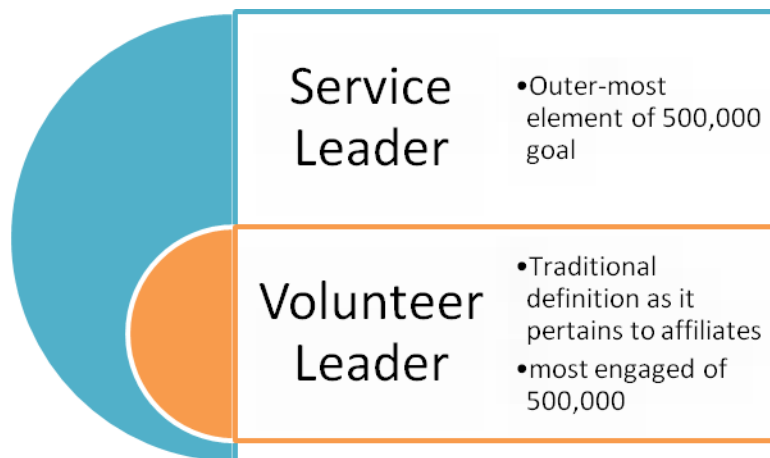 Service
Leader
•Outer-most
element of 500,000
goal
Volunteer
Leader
•Traditional
definition as it
pertains to affiliates
•most engaged of
500,000